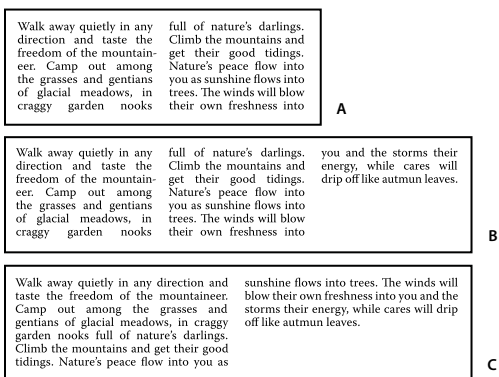 Walk away quietly in any
direction and taste the
freedom of the mountain-
eer. Camp out among
the grasses and gentians
of glacial meadows, in
craggy garden nooks
full of nature's darlings.
Climb the mountains and
get their good tidings.
Nature's peace flow into
you as sunshine flows into
trees. The winds will blow
their own freshness into
A
Walk away quietly in any
direction and taste the
freedom of the mountain-
eer. Camp out among
the grasses and gentians
of glacial meadows, in
craggy garden nooks
full of nature's darlings.
Climb the mountains and
get their good tidings.
Nature's peace flow into
you as sunshine flows into
trees. The winds will blow
their own freshness into
you and the storms their
energy, while cares will
drip off like autmun leaves.
B
Walk away quietly in any direction and
taste the freedom of the mountaineer.
Camp out among the grasses and
gentians of glacial meadows, in craggy
garden nooks full of nature's darlings.
Climb the mountains and get their good
tidings. Nature's peace flow into you as
sunshine flows into trees. The winds will
blow their own freshness into you and the
storms their energy, while cares will drip
off like autmun leaves.
C